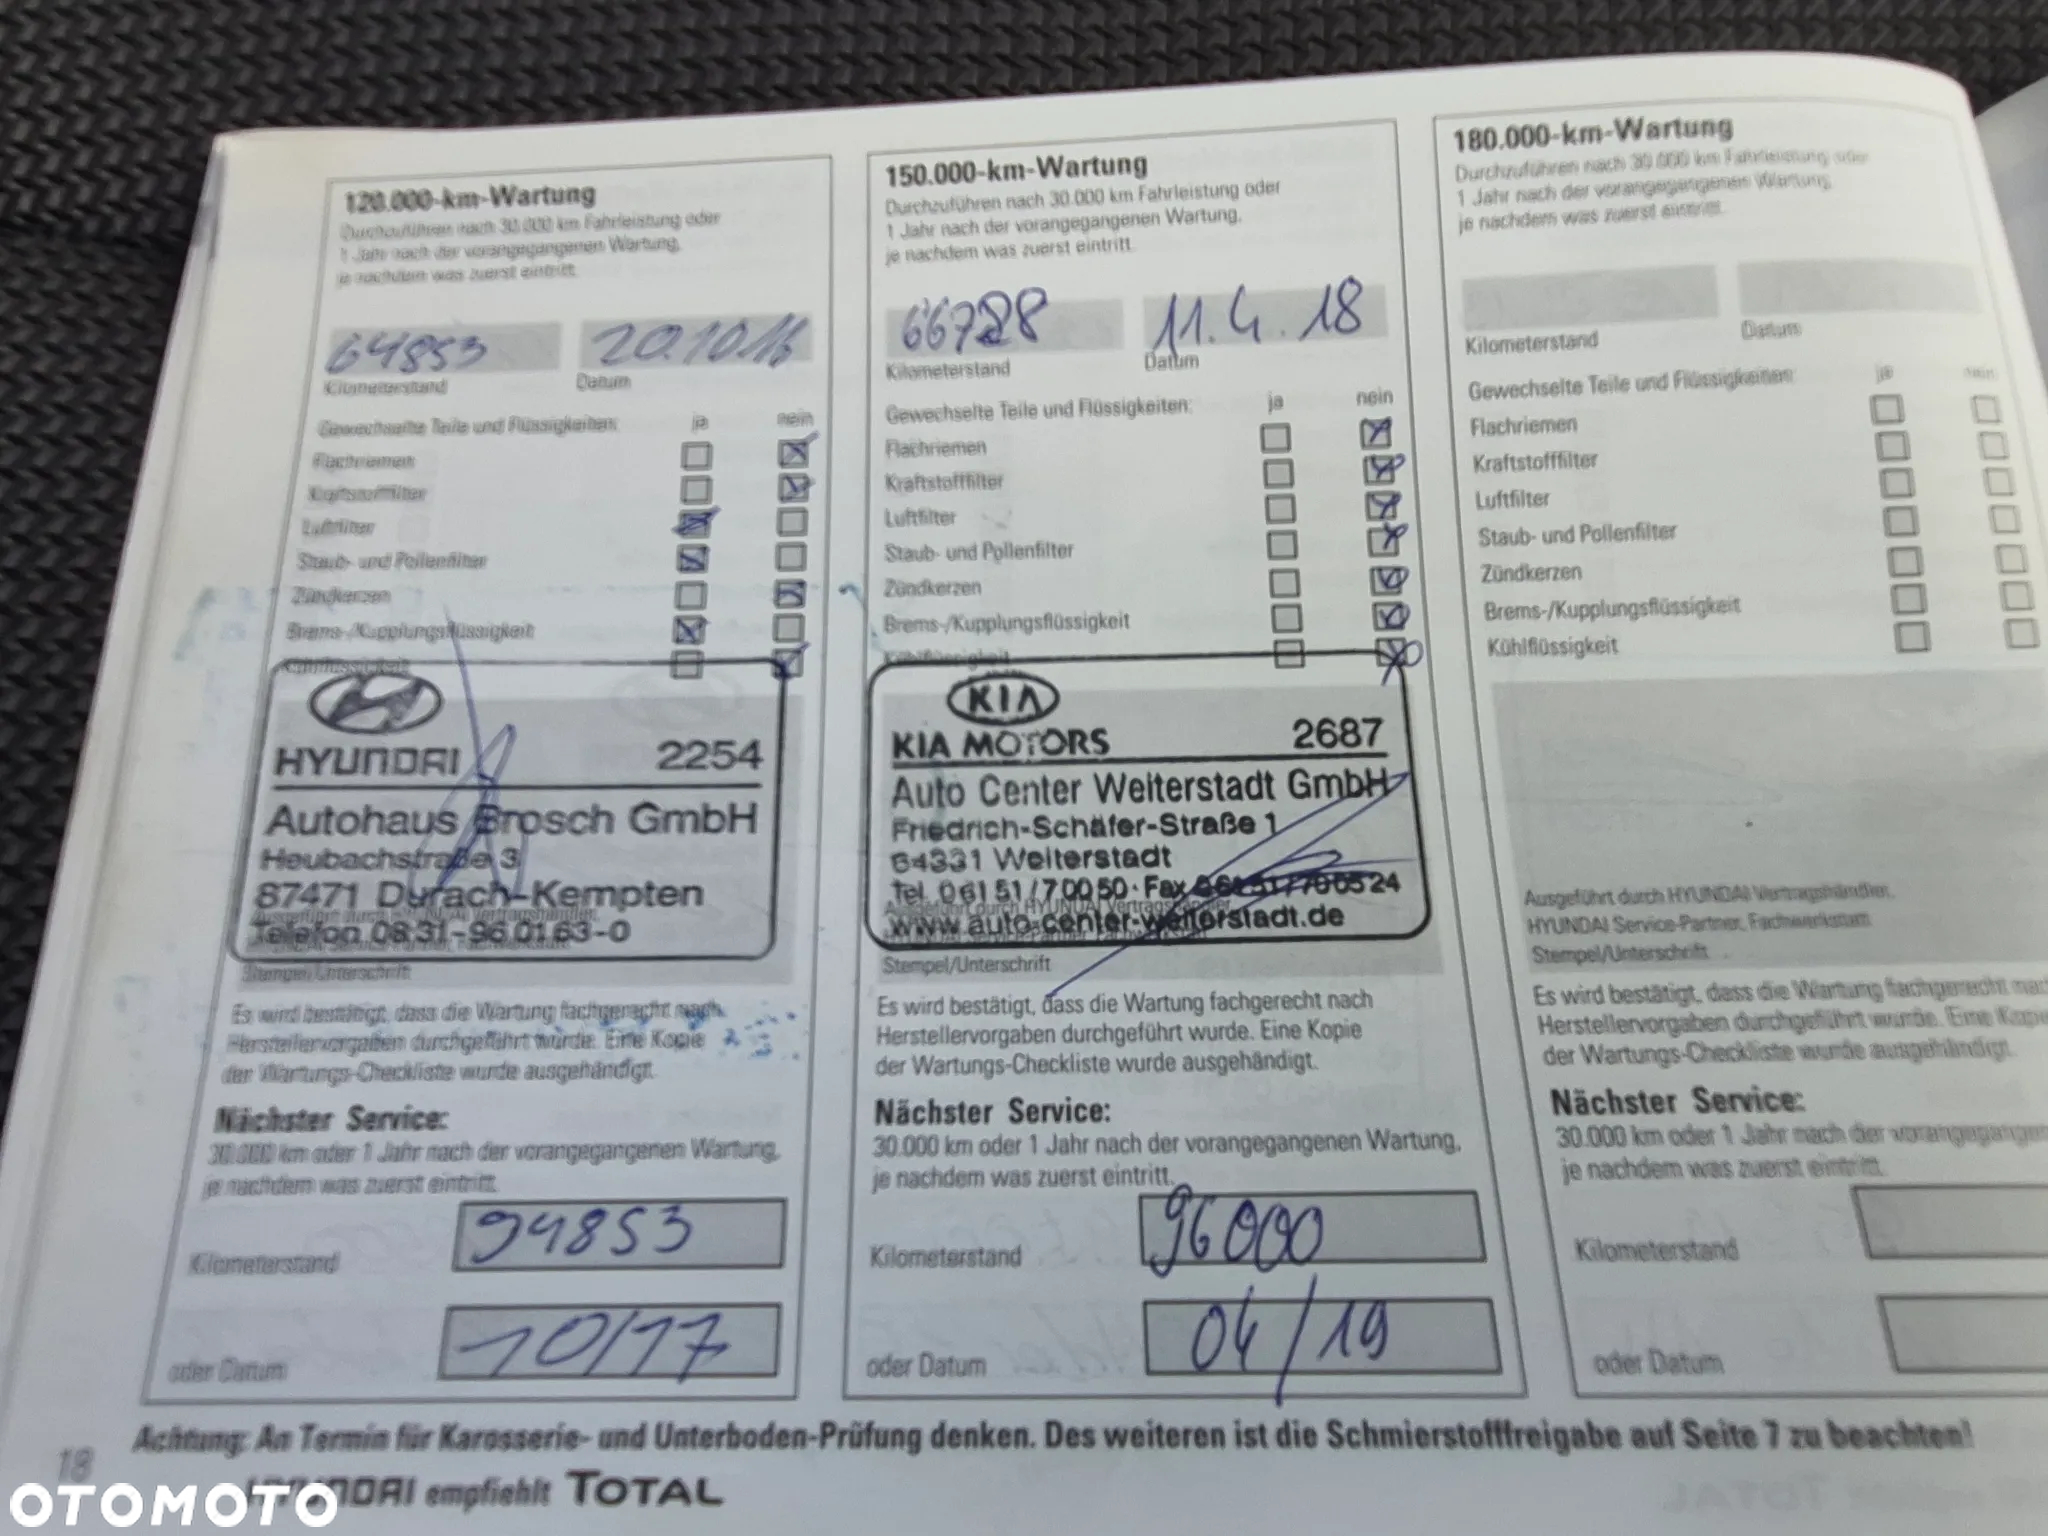 120.000-km-Wartung
Durchzuführen nach 30.000 km Fahrleistung oder
1 Jahr nach der vorangegangenen Wartung,
je nachdem was zuerst eintritt.
64853 20.10.16
Kilometerstand Datum
Gewechselte Teile und Flüssigkeiten: ja nein
Flachriemen
Kraftstofffilter
Luftfilter
Staub- und Pollenfilter
Zündkerzen
Brems-/Kupplungsflüssigkeit
Kühlflüssigkeit
HYUNDAI 2254
Autohaus Brosch GmbH
Heubachstraße 3
87471 Durach-Kempten
Telefon 0831-960163-0
Stempel/Unterschrift
Es wird bestätigt, dass die Wartung fachgerecht nach
Herstellervorgaben durchgeführt wurde. Eine Kopie
der Wartungs-Checkliste wurde ausgehändigt.
Nächster Service:
30.000 km oder 1 Jahr nach der vorangegangenen Wartung,
je nachdem was zuerst eintritt.
Kilometerstand 94853
oder Datum 10/17
150.000-km-Wartung
Durchzuführen nach 30.000 km Fahrleistung oder
1 Jahr nach der vorangegangenen Wartung,
je nachdem was zuerst eintritt.
66728 11.4.18
Kilometerstand Datum
Gewechselte Teile und Flüssigkeiten: ja nein
Flachriemen
Kraftstofffilter
Luftfilter
Staub- und Pollenfilter
Zündkerzen
Brems-/Kupplungsflüssigkeit
Kühlflüssigkeit
KIA
KIA MOTORS 2687
Auto Center Weiterstadt GmbH
Friedrich-Schäfer-Straße 1
64331 Weiterstadt
Tel. 06151/70050 · Fax
Ausgeführt durch HYUNDAI Vertragshändler,
www.auto-center-weiterstadt.de
Stempel/Unterschrift
Es wird bestätigt, dass die Wartung fachgerecht nach
Herstellervorgaben durchgeführt wurde. Eine Kopie
der Wartungs-Checkliste wurde ausgehändigt.
Nächster Service:
30.000 km oder 1 Jahr nach der vorangegangenen Wartung,
je nachdem was zuerst eintritt.
Kilometerstand 96000
oder Datum 04/19
180.000-km-Wartung
Durchzuführen nach 30.000 km Fahrleistung oder
1 Jahr nach der vorangegangenen Wartung,
je nachdem was zuerst eintritt.
Kilometerstand Datum
Gewechselte Teile und Flüssigkeiten: ja nein
Flachriemen
Kraftstofffilter
Luftfilter
Staub- und Pollenfilter
Zündkerzen
Brems-/Kupplungsflüssigkeit
Kühlflüssigkeit
Ausgeführt durch HYUNDAI Vertragshändler,
HYUNDAI Service-Partner, Fachwerkstatt
Stempel/Unterschrift
Es wird bestätigt, dass die Wartung fachgerecht nac
Herstellervorgaben durchgeführt wurde. Eine Kopie
der Wartungs-Checkliste wurde ausgehändigt.
Nächster Service:
30.000 km oder 1 Jahr nach der vorangegangenen
je nachdem was zuerst eintritt.
Kilometerstand
oder Datum
Achtung: An Termin für Karosserie- und Unterboden-Prüfung denken. Des weiteren ist die Schmierstofffreigabe auf Seite 7 zu beachten!
18
HYUNDAI empfiehlt TOTAL
OTOMOTO